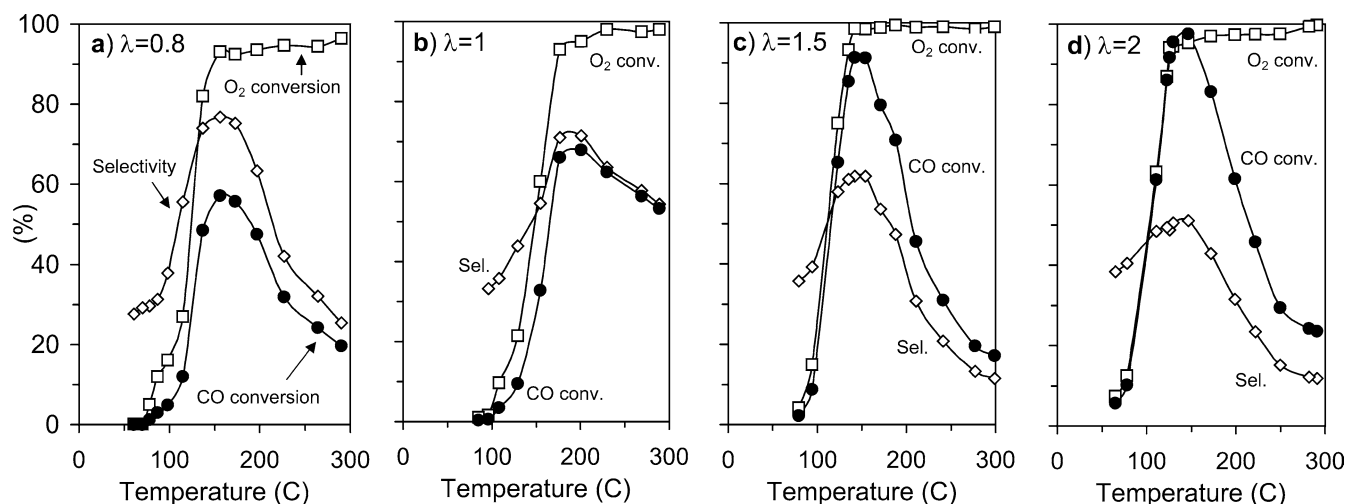 a) λ=0.8
b) λ=1
c) λ=1.5
d) λ=2
100
80
60
40
20
0
(%)
O2 conversion
Selectivity
CO conversion
O2 conv.
Sel.
CO conv.
O2 conv.
CO conv.
Sel.
O2 conv.
CO conv.
Sel.
0 100 200 300
0 100 200 300
0 100 200 300
0 100 200 300
Temperature (C)
Temperature (C)
Temperature (C)
Temperature (C)